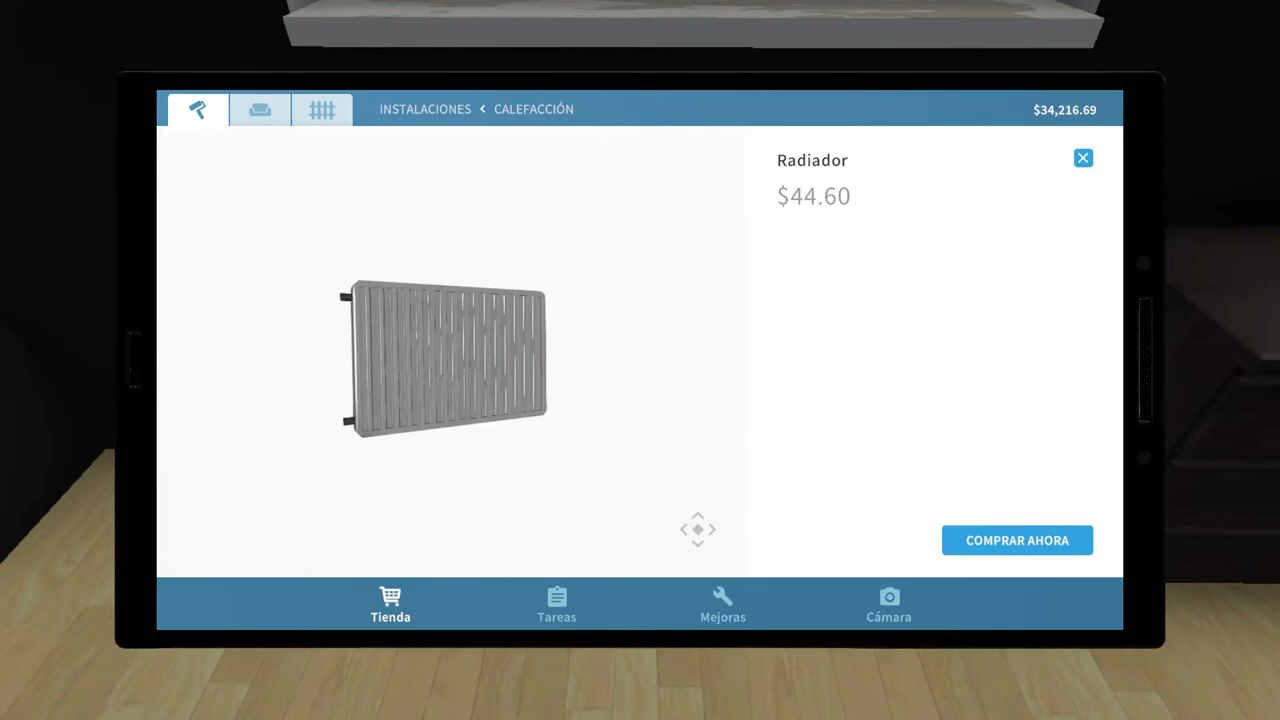 INSTALACIONES < CALEFACCIÓN
$34,216.69
Radiador
$44.60
COMPRAR AHORA
Tienda
Tareas
Mejoras
Cámara